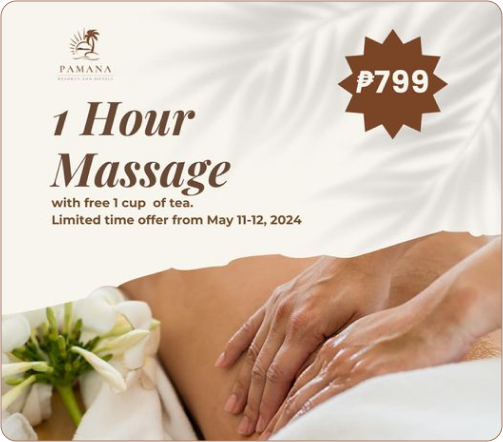 PAMANA
RESORTS AND HOTELS
₱799
1 Hour
Massage
with free 1 cup of tea.
Limited time offer from May 11-12, 2024